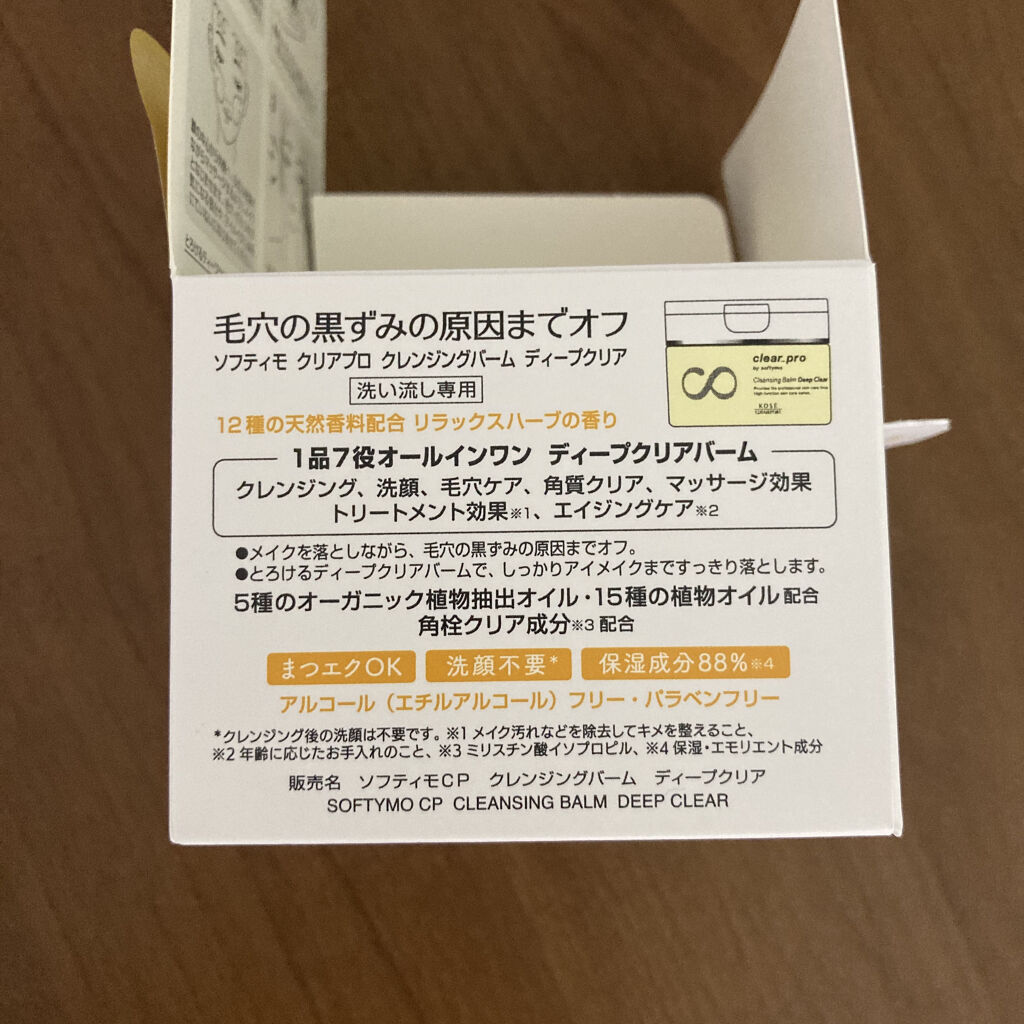 毛穴の黒ずみの原因までオフ
ソフティモ クリアプロ クレンジングバーム ディープクリア
洗い流し専用
12種の天然香料配合 リラックスハーブの香り
clear_pro
by softymo
Cleansing Balm Deep Clear
KOSÉ
1品7役オールインワン ディープクリアバーム
クレンジング、洗顔、毛穴ケア、角質クリア、マッサージ効果
トリートメント効果※1、エイジングケア※2
●メイクを落としながら、毛穴の黒ずみの原因までオフ。
●とろけるディープクリアバームで、しっかりアイメイクまですっきり落とします。
5種のオーガニック植物抽出オイル・15種の植物オイル配合
角栓クリア成分※3配合
まつエクOK 洗顔不要* 保湿成分88%※4
アルコール（エチルアルコール）フリー・パラベンフリー
*クレンジング後の洗顔は不要です。※1 メイク汚れなどを除去してキメを整えること、
※2 年齢に応じたお手入れのこと、※3 ミリスチン酸イソプロピル、※4 保湿・エモリエント成分
販売名 ソフティモCP クレンジングバーム ディープクリア
SOFTYMO CP CLEANSING BALM DEEP CLEAR